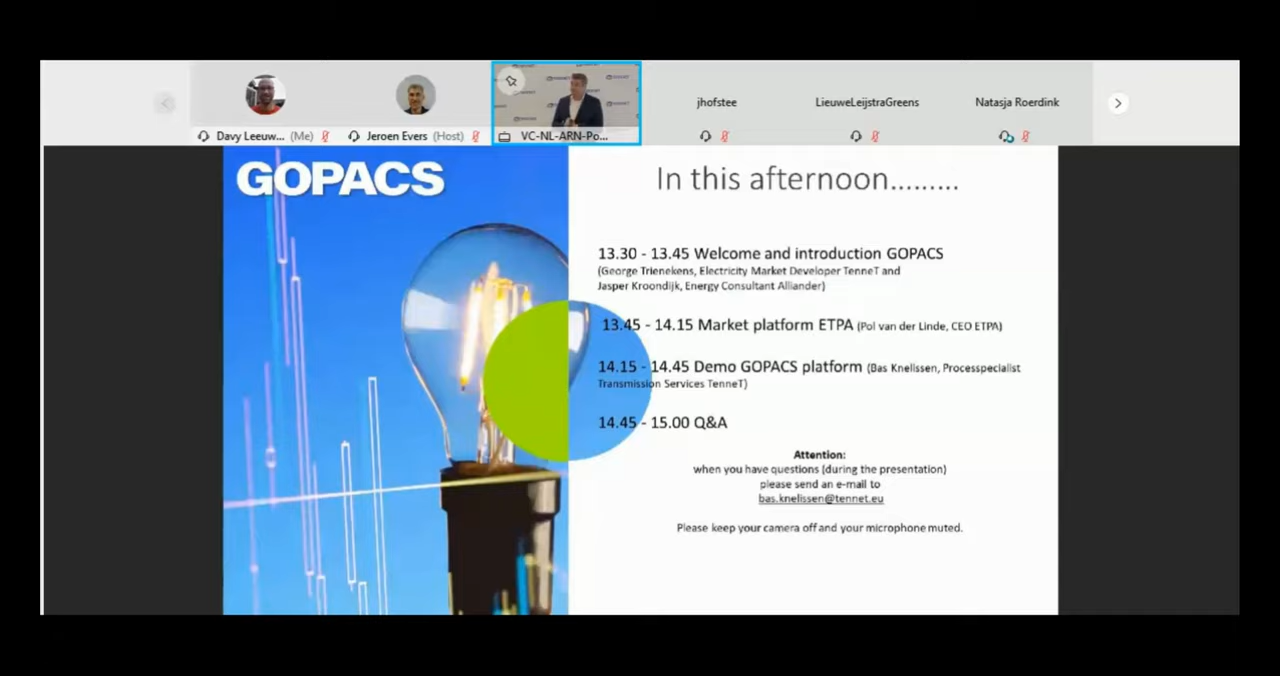 Davy Leeuw... (Me)
Jeroen Evers (Host)
VC-NL-ARN-Po...
jhofstee
LieuweLeijstraGreens
Natasja Roerdink
GOPACS
In this afternoon.........
13.30 - 13.45 Welcome and introduction GOPACS
(George Trienekens, Electricity Market Developer TenneT and
Jasper Kroondijk, Energy Consultant Alliander)
13.45 - 14.15 Market platform ETPA (Pol van der Linde, CEO ETPA)
14.15 - 14.45 Demo GOPACS platform (Bas Knelissen, Processpecialist
Transmission Services TenneT)
14.45 - 15.00 Q&A
Attention:
when you have questions (during the presentation)
please send an e-mail to
bas.knelissen@tennet.eu
Please keep your camera off and your microphone muted.